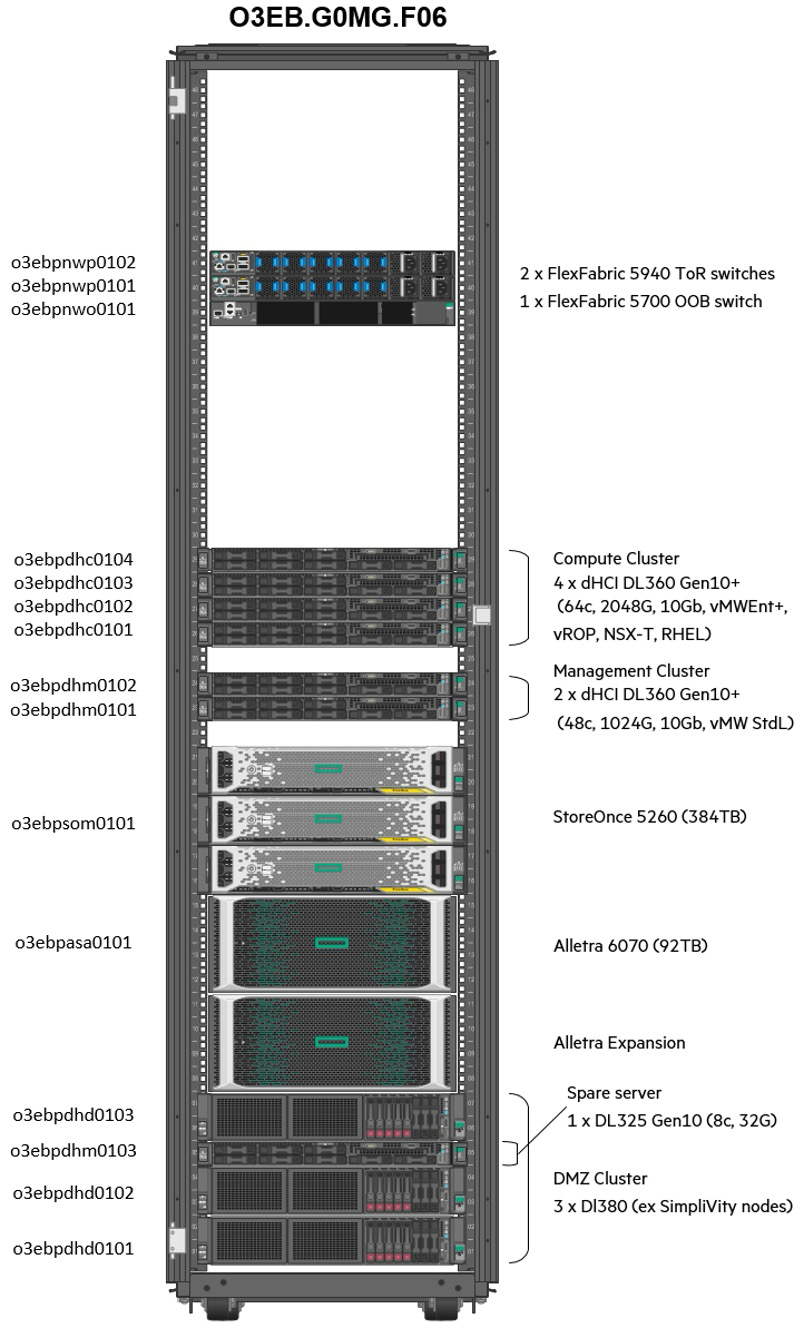 O3EB.G0MG.F06
o3ebpnwp0102
o3ebpnwp0101
o3ebpnwo0101
2 x FlexFabric 5940 ToR switches
1 x FlexFabric 5700 OOB switch
o3ebpdhc0104
o3ebpdhc0103
o3ebpdhc0102
o3ebpdhc0101
Compute Cluster
4 x dHCI DL360 Gen10+
(64c, 2048G, 10Gb, vMWEnt+,
vROP, NSX-T, RHEL)
o3ebpdhm0102
o3ebpdhm0101
Management Cluster
2 x dHCI DL360 Gen10+
(48c, 1024G, 10Gb, vMW StdL)
o3ebpsom0101
StoreOnce 5260 (384TB)
o3ebpasa0101
Alletra 6070 (92TB)
Alletra Expansion
o3ebpdhd0103
o3ebpdhm0103
o3ebpdhd0102
o3ebpdhd0101
Spare server
1 x DL325 Gen10 (8c, 32G)
DMZ Cluster
3 x Dl380 (ex SimpliVity nodes)